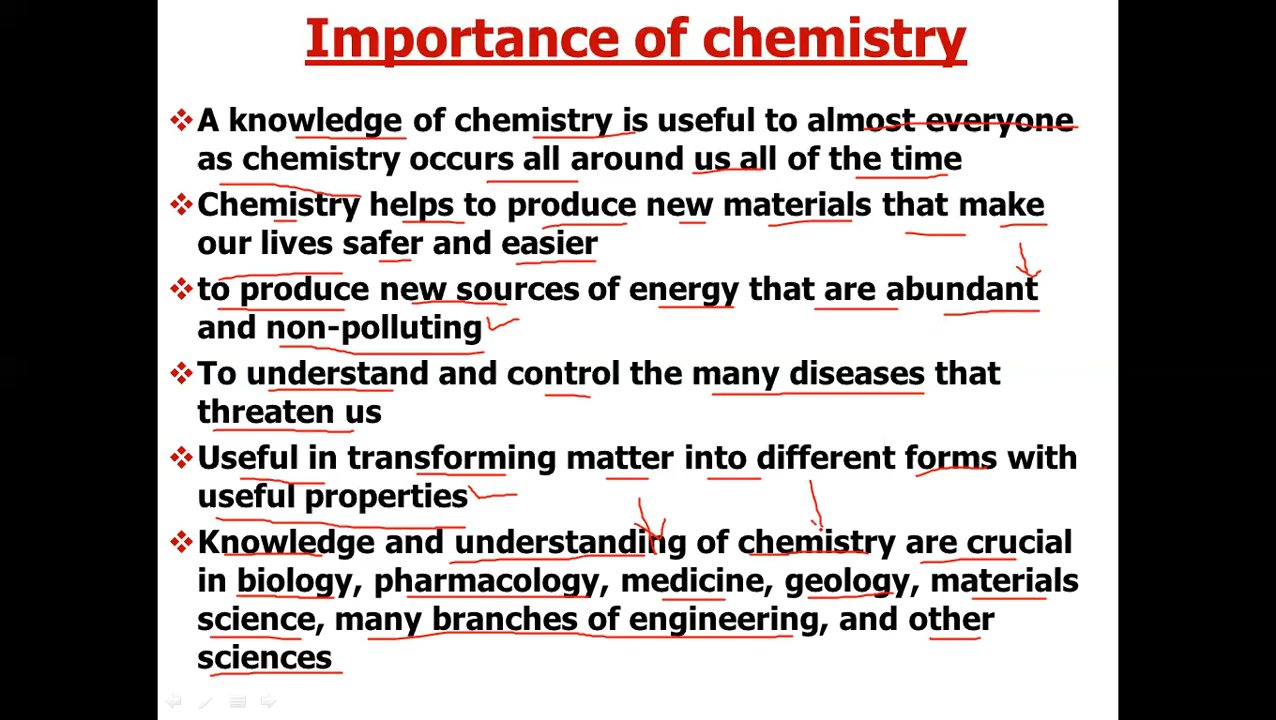 Importance of chemistry
❖ A knowledge of chemistry is useful to almost everyone
as chemistry occurs all around us all of the time
❖ Chemistry helps to produce new materials that make
our lives safer and easier
❖ to produce new sources of energy that are abundant
and non-polluting
❖ To understand and control the many diseases that
threaten us
❖ Useful in transforming matter into different forms with
useful properties
❖ Knowledge and understanding of chemistry are crucial
in biology, pharmacology, medicine, geology, materials
science, many branches of engineering, and other
sciences